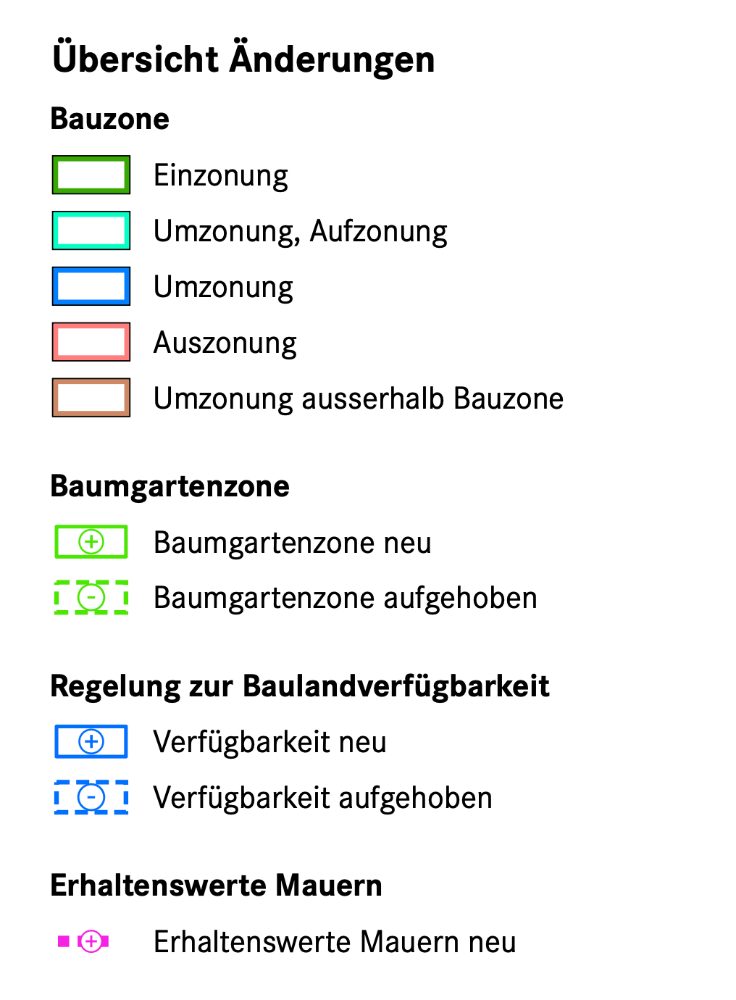 Übersicht Änderungen
Bauzone
Einzonung
Umzonung, Aufzonung
Umzonung
Auszonung
Umzonung ausserhalb Bauzone
Baumgartenzone
Baumgartenzone neu
Baumgartenzone aufgehoben
Regelung zur Baulandverfügbarkeit
Verfügbarkeit neu
Verfügbarkeit aufgehoben
Erhaltenswerte Mauern
Erhaltenswerte Mauern neu